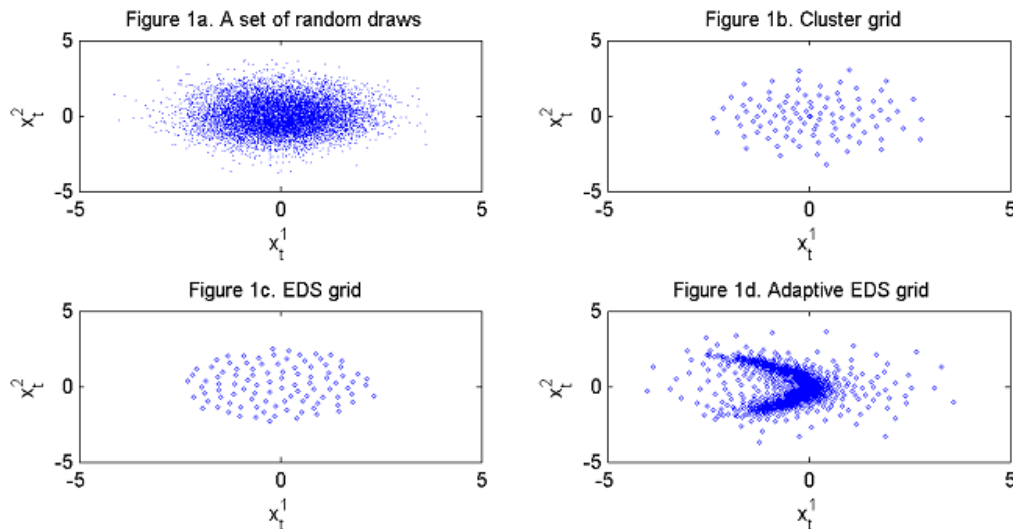 Figure 1a. A set of random draws
5
0
-5
x_t^2
-5 0 5
x_t^1
Figure 1b. Cluster grid
5
0
-5
x_t^2
-5 0 5
x_t^1
Figure 1c. EDS grid
5
0
-5
x_t^2
-5 0 5
x_t^1
Figure 1d. Adaptive EDS grid
5
0
-5
x_t^2
-5 0 5
x_t^1